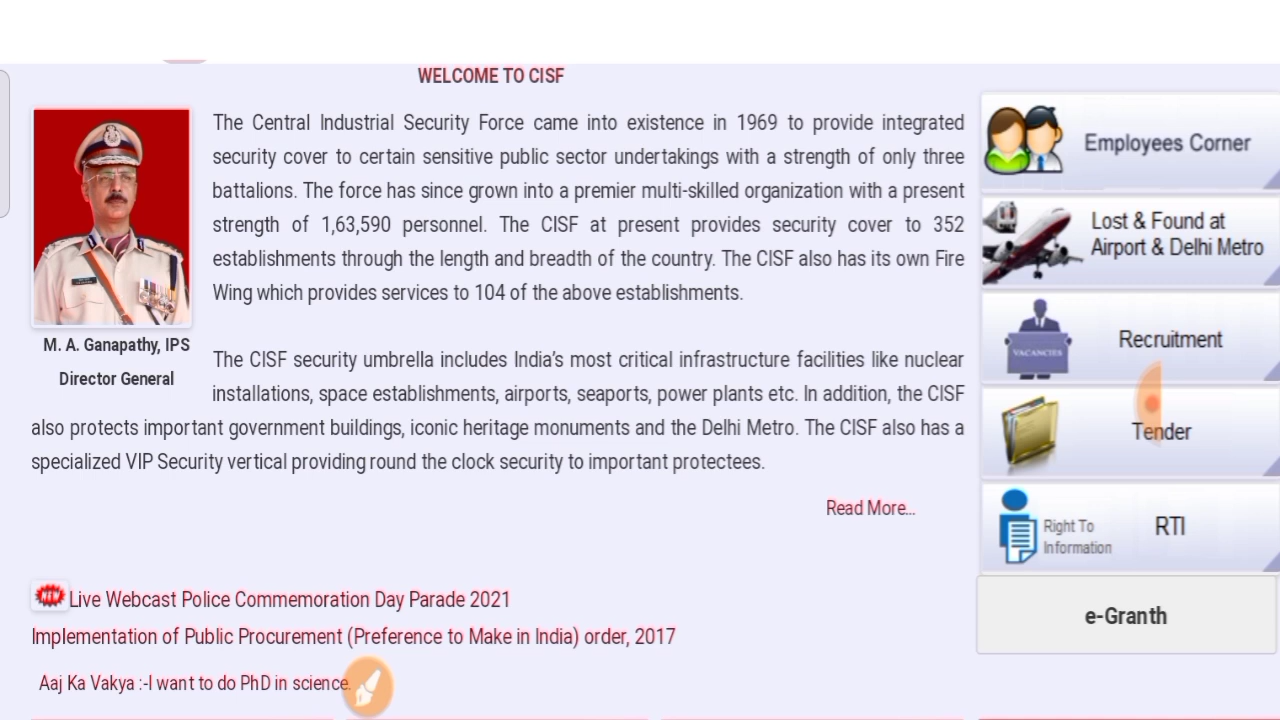 WELCOME TO CISF
The Central Industrial Security Force came into existence in 1969 to provide integrated
security cover to certain sensitive public sector undertakings with a strength of only three
battalions. The force has since grown into a premier multi-skilled organization with a present
strength of 1,63,590 personnel. The CISF at present provides security cover to 352
establishments through the length and breadth of the country. The CISF also has its own Fire
Wing which provides services to 104 of the above establishments.
M. A. Ganapathy, IPS
Director General
The CISF security umbrella includes India's most critical infrastructure facilities like nuclear
installations, space establishments, airports, seaports, power plants etc. In addition, the CISF
also protects important government buildings, iconic heritage monuments and the Delhi Metro. The CISF also has a
specialized VIP Security vertical providing round the clock security to important protectees.
Read More...
NEW Live Webcast Police Commemoration Day Parade 2021
Implementation of Public Procurement (Preference to Make in India) order, 2017
Aaj Ka Vakya :-I want to do PhD in science.
Employees Corner
Lost & Found at
Airport & Delhi Metro
VACANCIES
Recruitment
Tender
Right To
Information
RTI
e-Granth